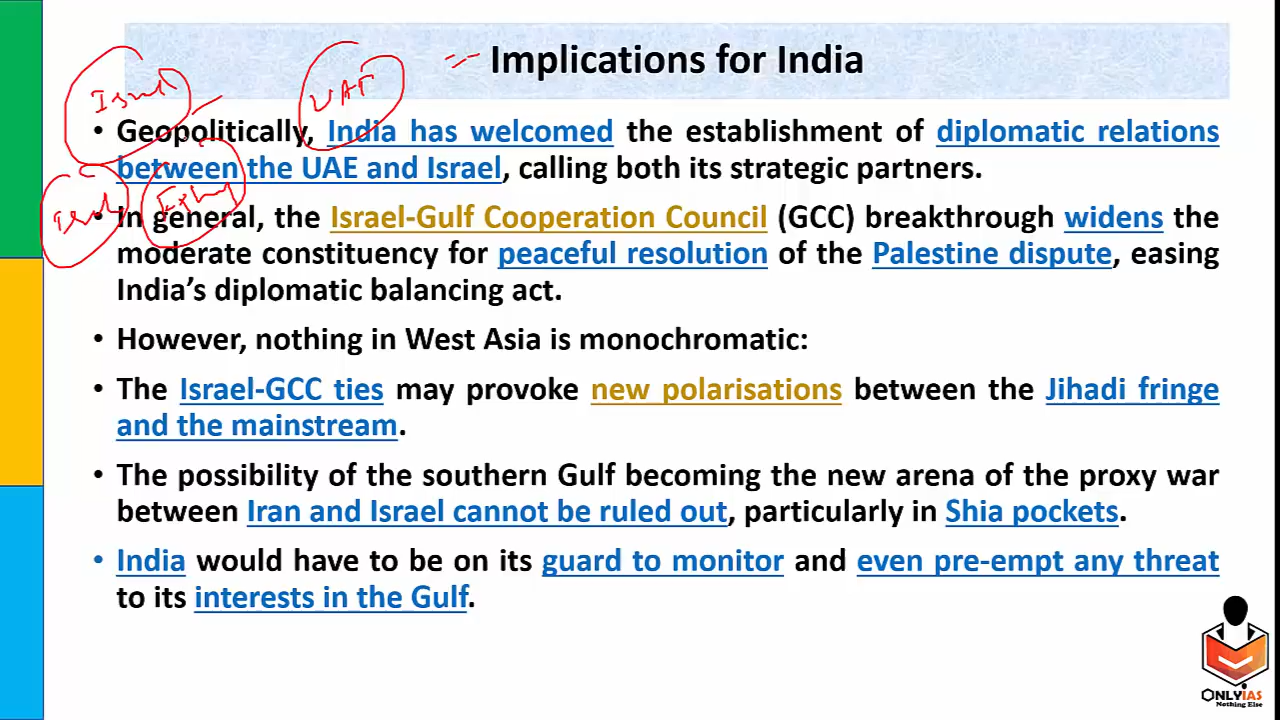 Implications for India
Israel
UAE
• Geopolitically, India has welcomed the establishment of diplomatic relations
between the UAE and Israel, calling both its strategic partners.
• In general, the Israel-Gulf Cooperation Council (GCC) breakthrough widens the
moderate constituency for peaceful resolution of the Palestine dispute, easing
India’s diplomatic balancing act.
• However, nothing in West Asia is monochromatic:
• The Israel-GCC ties may provoke new polarisations between the Jihadi fringe
and the mainstream.
• The possibility of the southern Gulf becoming the new arena of the proxy war
between Iran and Israel cannot be ruled out, particularly in Shia pockets.
• India would have to be on its guard to monitor and even pre-empt any threat
to its interests in the Gulf.
ONLYIAS
Nothing Else